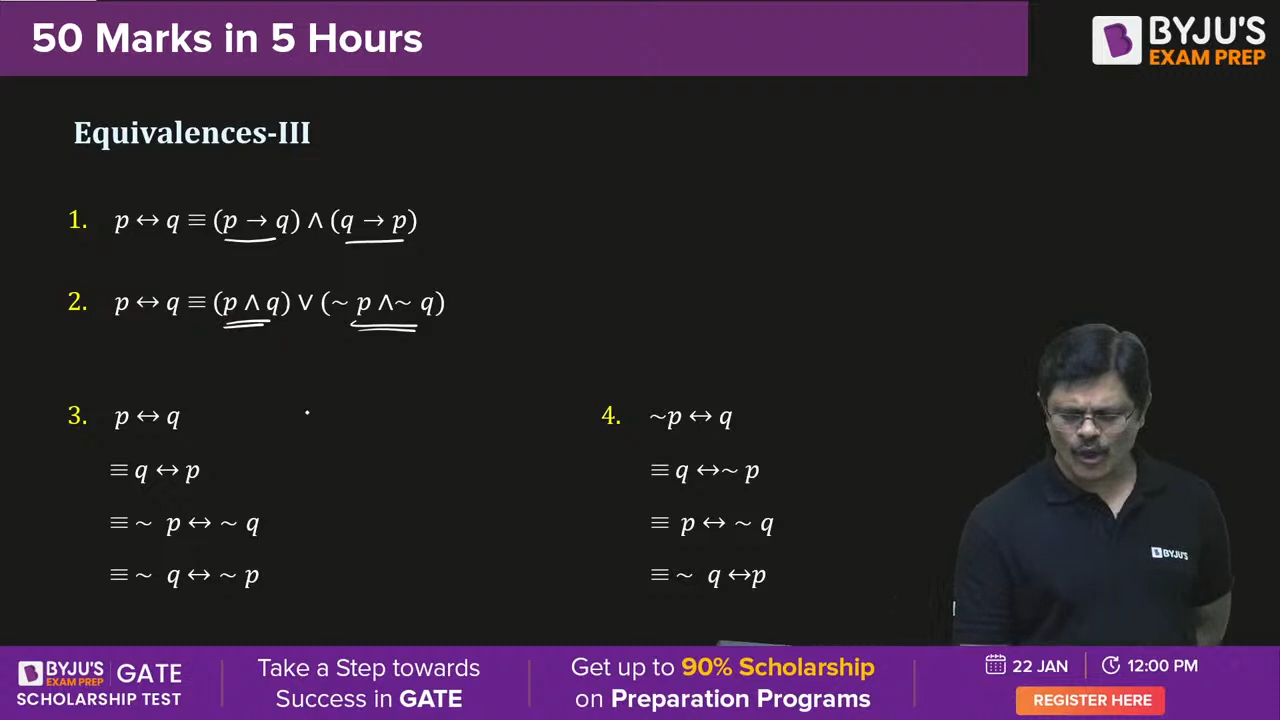 50 Marks in 5 Hours
BYJU'S
EXAM PREP
Equivalences-III
1. p ↔ q ≡ (p → q) ∧ (q → p)
2. p ↔ q ≡ (p ∧ q) ∨ (~ p ∧~ q)
3. p ↔ q
≡ q ↔ p
≡ ~ p ↔ ~ q
≡ ~ q ↔ ~ p
4. ~p ↔ q
≡ q ↔~ p
≡ p ↔ ~ q
≡ ~ q ↔p
BYJU'S
BYJU'S
EXAM PREP
GATE
SCHOLARSHIP TEST
Take a Step towards
Success in GATE
Get up to 90% Scholarship
on Preparation Programs
22 JAN
12:00 PM
REGISTER HERE